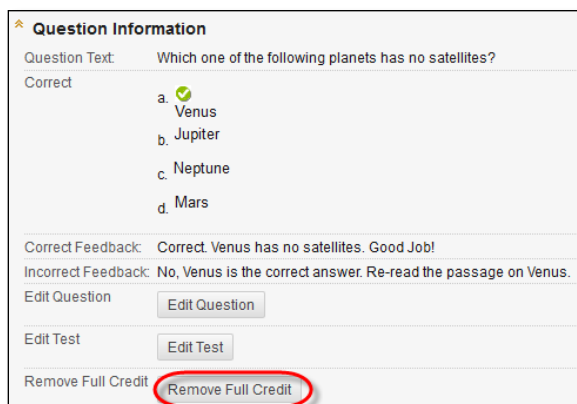 Question Information
Question Text: Which one of the following planets has no satellites?
Correct
a.
Venus
b. Jupiter
c. Neptune
d. Mars
Correct Feedback: Correct. Venus has no satellites. Good Job!
Incorrect Feedback: No, Venus is the correct answer. Re-read the passage on Venus.
Edit Question Edit Question
Edit Test Edit Test
Remove Full Credit Remove Full Credit